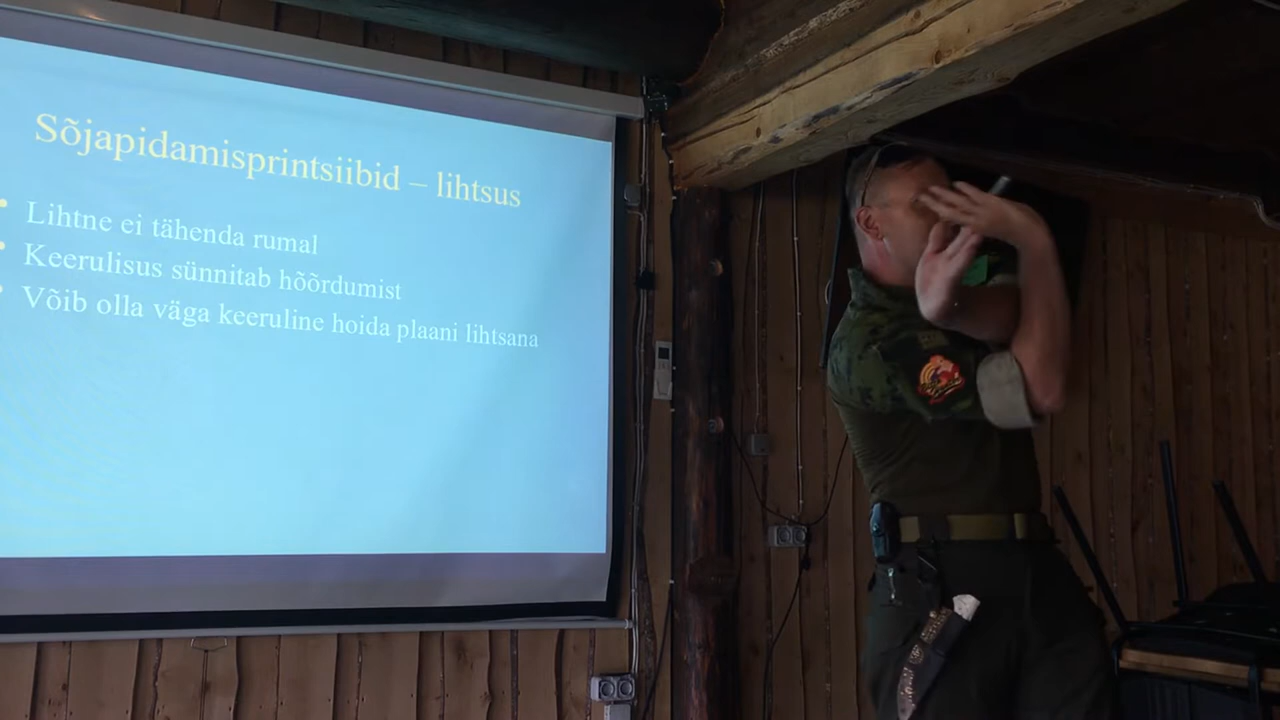 Sõjapidamisprintsiibid – lihtsus
Lihtne ei tähenda rumal
Keerulisus sünnitab hõõrdumist
Võib olla väga keeruline hoida plaani lihtsana